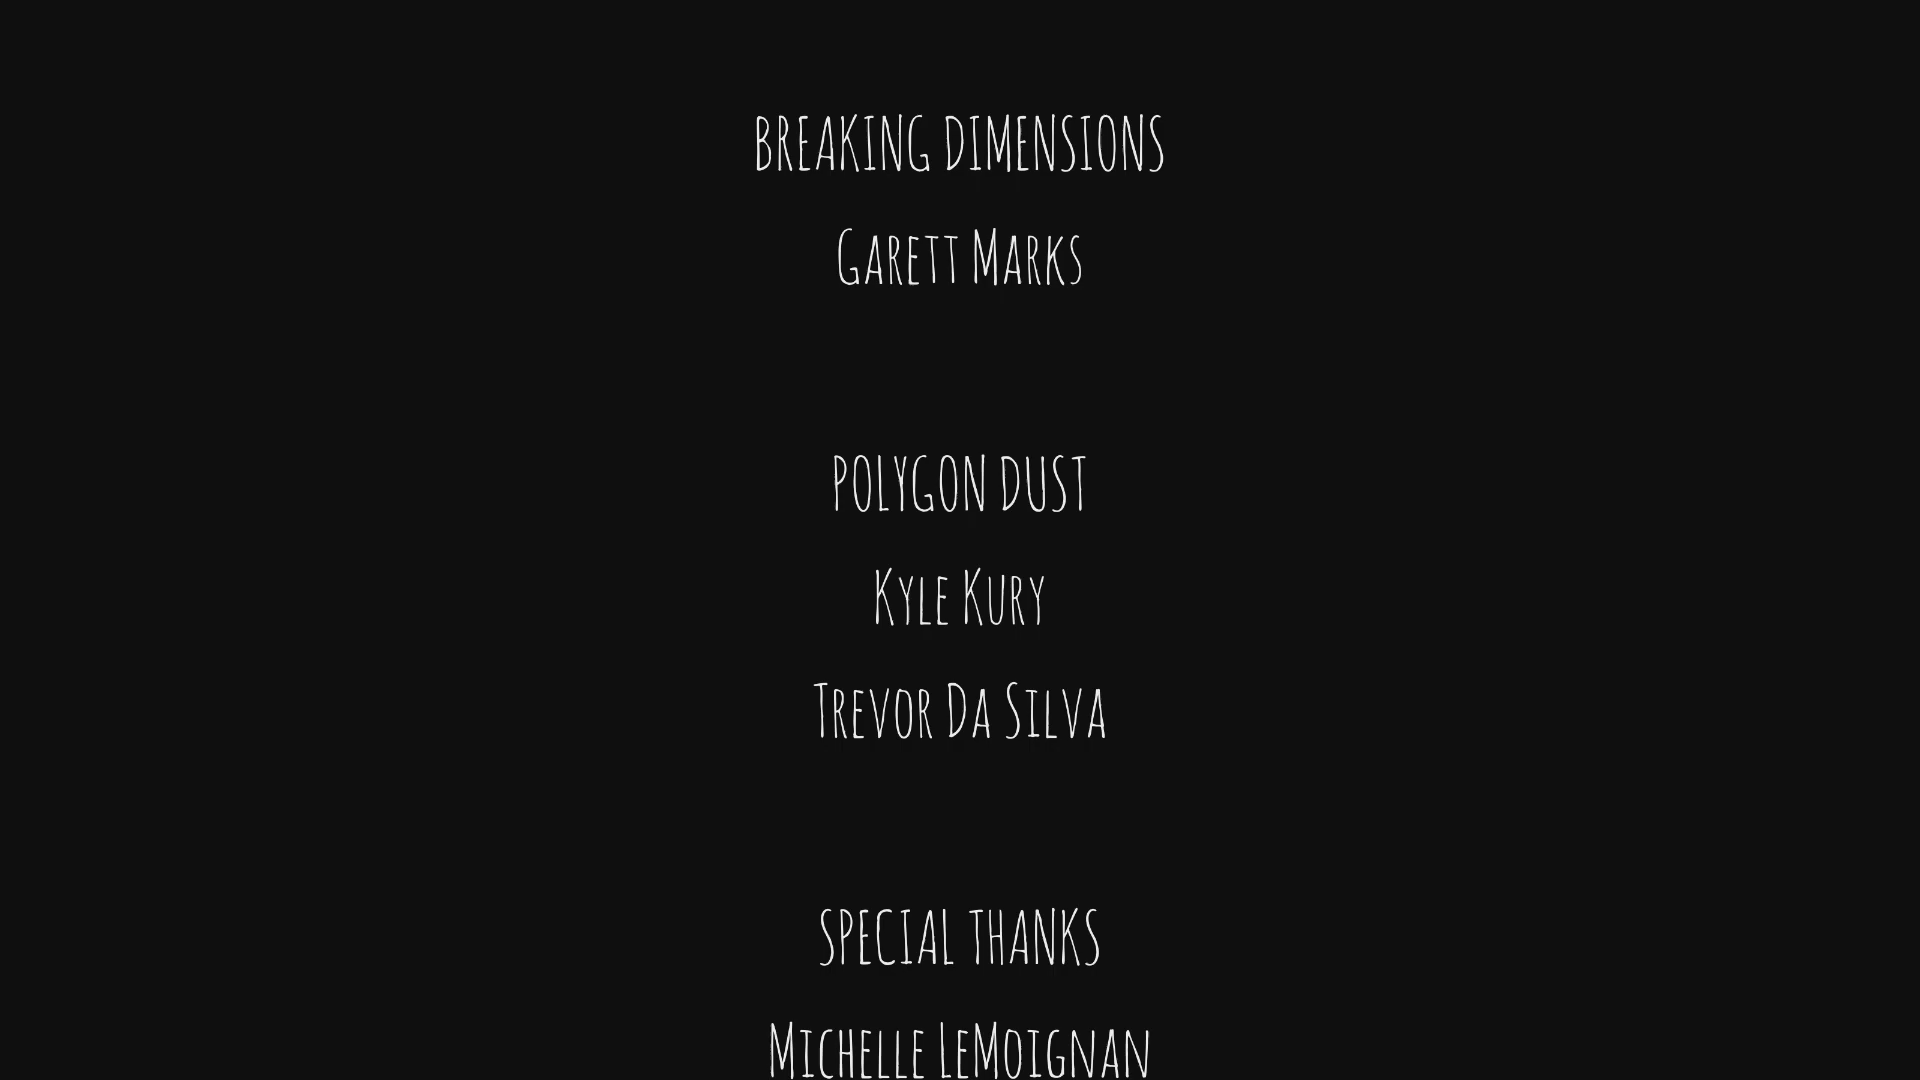 BREAKING DIMENSIONS
Garett Marks
POLYGON DUST
Kyle Kury
Trevor Da Silva
SPECIAL THANKS
Michelle LeMoignan